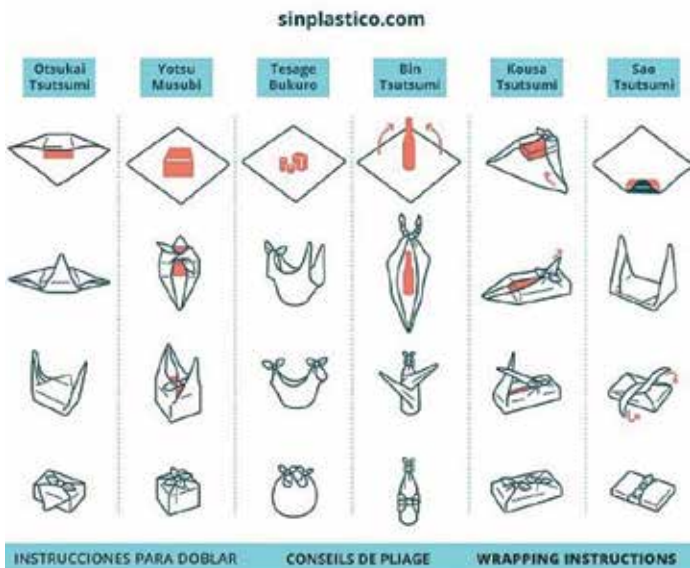 sinplastico.com
Otsukai
Tsutsumi
Yotsu
Musubi
Tesage
Bukuro
Bin
Tsutsumi
Kousa
Tsutsumi
Sao
Tsutsumi
INSTRUCCIONES PARA DOBLAR
CONSEILS DE PLIAGE
WRAPPING INSTRUCTIONS